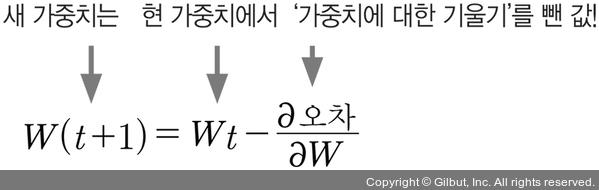 새 가중치는 현 가중치에서 ‘가중치에 대한 기울기’를 뺀 값!
W(t+1) = Wt − ∂오차/∂W
Copyright © Gilbut, Inc. All rights reserved.